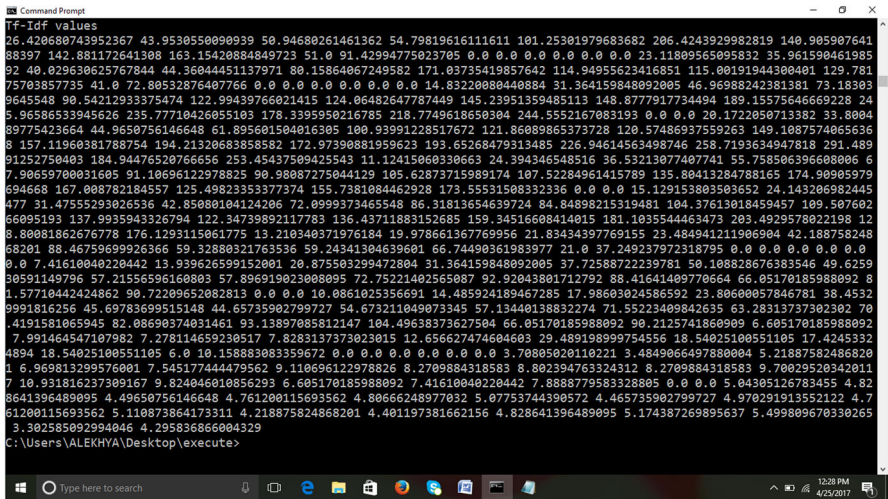 Command Prompt
Tf-Idf values
26.420680743952367 43.9530550090939 50.94680261461362 54.79819616111611 101.25301979683682 206.4243929982819 140.905907641
88397 142.881172641308 163.15420884849723 51.0 91.42994775023705 0.0 0.0 0.0 0.0 0.0 0.0 23.11809565095832 35.961590461985
92 40.029630625767844 44.36044451137971 80.15864067249582 171.03735419857642 114.94955623416851 115.00191944300401 129.781
75703857735 41.0 72.80532876407766 0.0 0.0 0.0 0.0 0.0 14.83220080440884 31.364159848092005 46.96988242381381 73.18303
9645548 90.54212933375474 122.99439766021415 124.06482647787449 145.23951359485113 148.8777917734494 189.15575646669228 24
5.96586533945626 235.77710426055103 178.3395950216785 218.7749618650304 244.5552167083193 0.0 0.0 20.1722050713382 33.8004
89775423664 44.9650756146648 61.895601504016305 100.93991228517672 121.86089865373728 120.57486937559263 149.1087574065636
8 157.11960381788754 194.21320683858582 172.97390881959623 193.65268479313485 226.94614563498746 258.7193634947818 291.489
91252750403 184.94476520766656 253.45437509425543 11.12415060330663 24.394346548516 36.53213077407741 55.758506396608006 6
7.90659700031605 91.10696122978825 90.98087275044129 105.62873715989174 107.52284961415789 135.80413284788165 174.90905979
694668 167.008782184557 125.49823353377374 155.7381084462928 173.55531508332336 0.0 0.0 15.129153803503652 24.143206982445
477 31.47555293026536 42.85080104124206 72.0999373465548 86.31813654639724 84.84898215319481 104.37613018459457 109.507602
66095193 137.9935943326794 122.34739892117783 136.43711883152685 159.34516608414015 181.1035544463473 203.4929578022198 12
8.80081862676778 176.1293115061775 13.210340371976184 19.978661367769956 21.83434397769155 23.484941211906904 42.188758248
68201 88.46759699926366 59.32880321763536 59.24341304639601 66.74490361983977 21.0 37.249237972318795 0.0 0.0 0.0 0.0 0.0
0.0 7.41610040220442 13.939626599152001 20.875503299472804 31.364159848092005 37.72588722239781 50.108828676383546 49.6259
30591149796 57.21556596160803 57.896919023008095 72.75221402565087 92.92043801712792 88.41641409770664 66.05170185988092 8
1.57710442424862 90.72209652082813 0.0 0.0 10.0861025356691 14.485924189467285 17.98603024586592 23.80600057846781 38.4532
9991816256 45.69783699515148 44.65735902799727 54.673211049073345 57.13440138832274 71.55223409842635 63.28313737302302 70
.4191581065945 82.08690374031461 93.13897085812147 104.49638373627504 66.05170185988092 90.2125741860909 6.605170185988092
 7.991464547107982 7.278114659230517 7.8283137373023015 12.656627474604603 29.489198999754556 18.54025100551105 17.4245332
4894 18.54025100551105 6.0 10.158883083359672 0.0 0.0 0.0 0.0 0.0 0.0 3.70805020110221 3.4849066497880004 5.21887582486820
1 6.969813299576001 7.545177444479562 9.110696122978826 8.2709884318583 8.802394763324312 8.2709884318583 9.70029520342011
7 10.931816237309167 9.824046010856293 6.605170185988092 7.41610040220442 7.8888779583328805 0.0 0.0 5.04305126783455 4.82
8641396489095 4.49650756146648 4.761200115693562 4.80666248977032 5.07753744390572 4.465735902799727 4.970291913552122 4.7
61200115693562 5.110873864173311 4.218875824868201 4.401197381662156 4.828641396489095 5.174387269895637 5.499809670330265
 3.302585092994046 4.295836866004329
C:\Users\ALEKHYA\Desktop\execute>
Type here to search
12:28 PM
4/25/2017
1